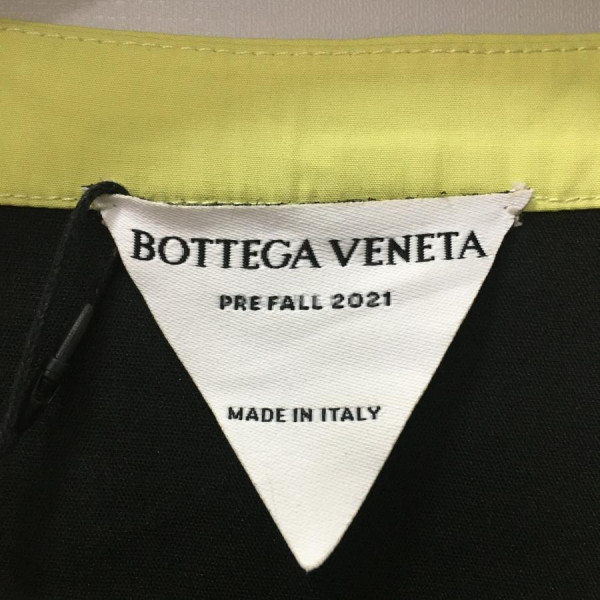 BOTTEGA VENETA
PRE FALL 2021
MADE IN ITALY